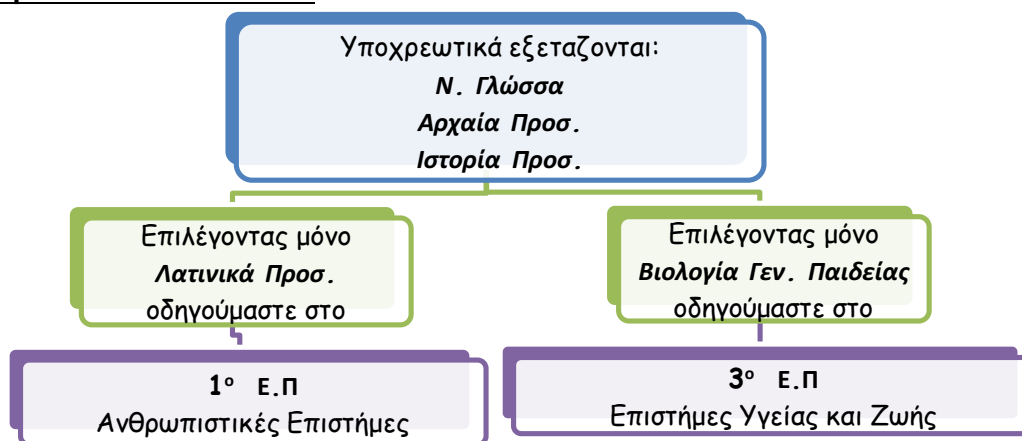 Υποχρεωτικά εξεταζονται:
Ν. Γλώσσα
Αρχαία Προσ.
Ιστορία Προσ.
Επιλέγοντας μόνο
Λατινικά Προσ.
οδηγούμαστε στο
Επιλέγοντας μόνο
Βιολογία Γεν. Παιδείας
οδηγούμαστε στο
1ο Ε.Π
Ανθρωπιστικές Επιστήμες
3ο Ε.Π
Επιστήμες Υγείας και Ζωής